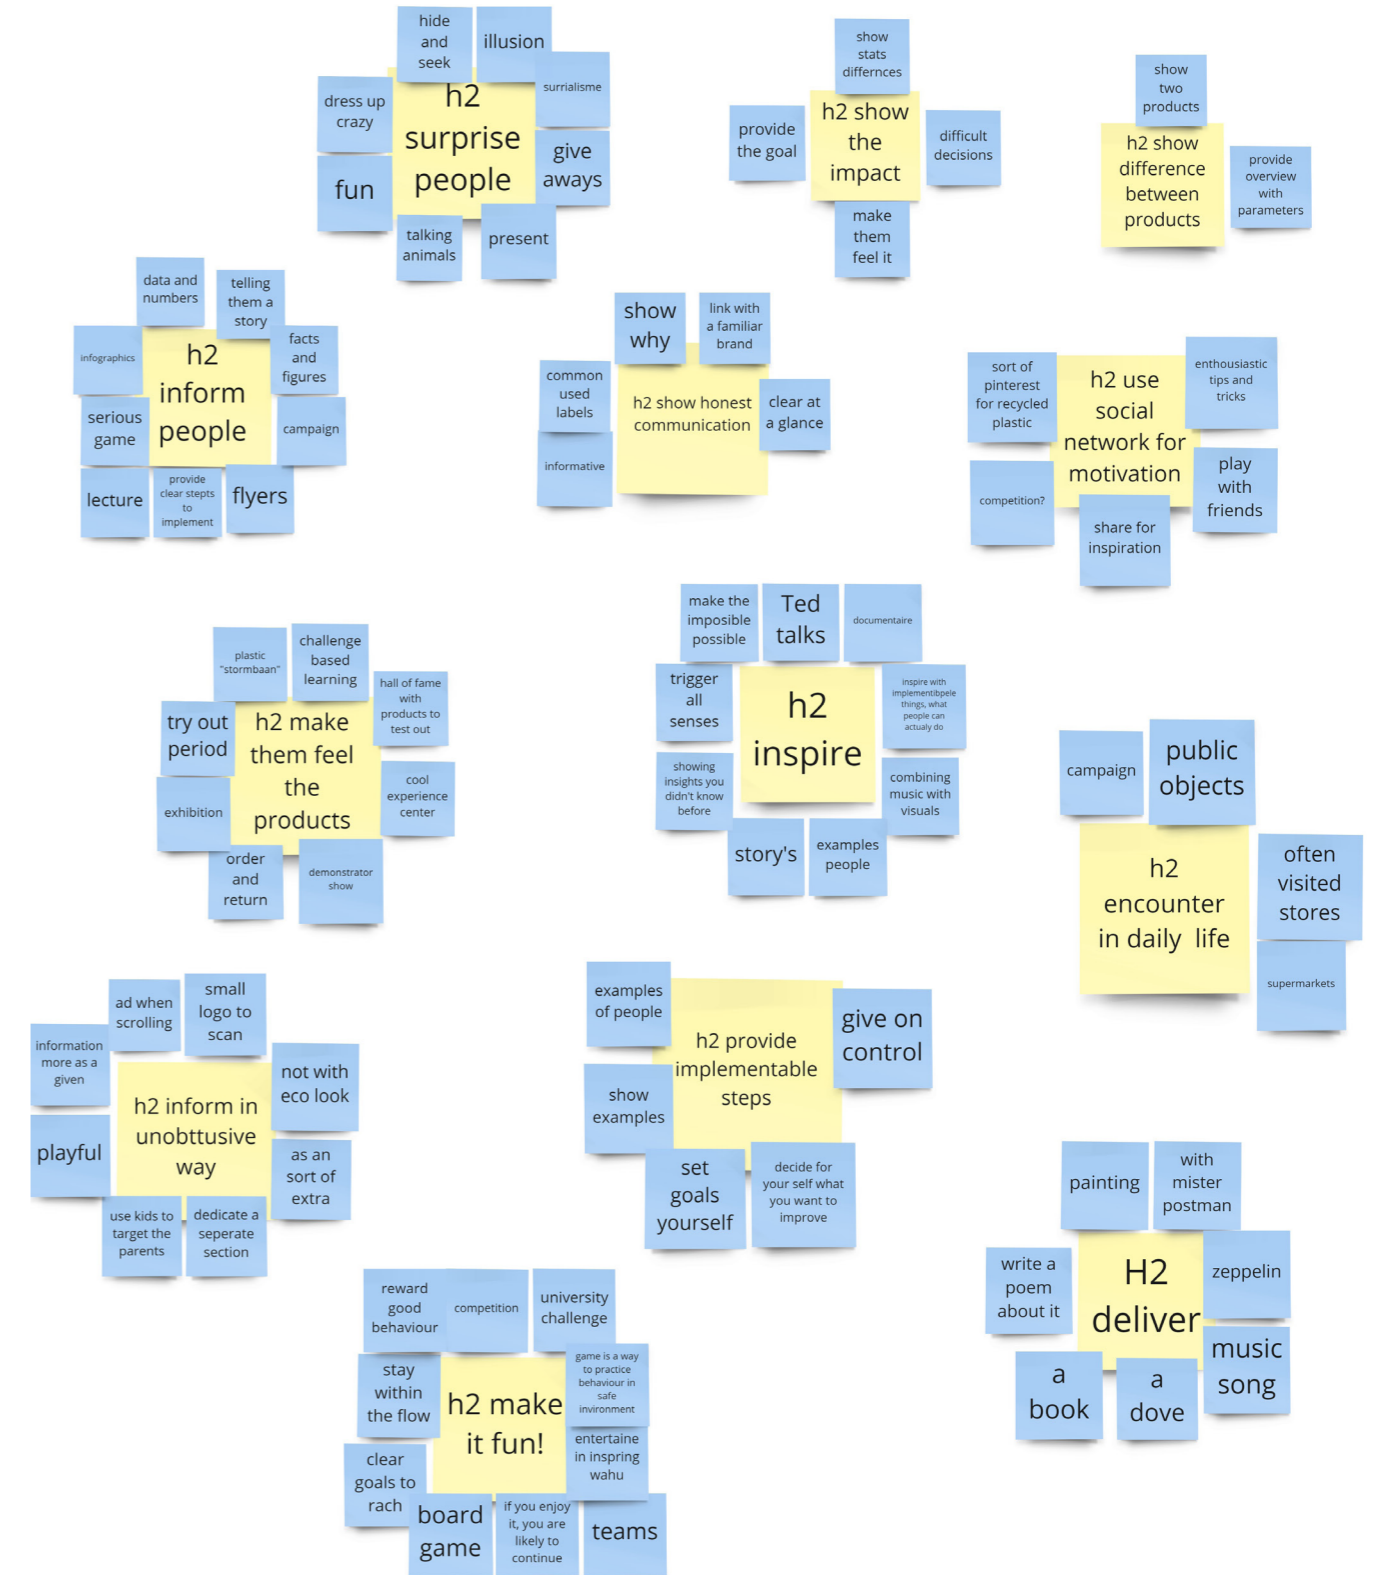 hide
and
seek
illusion
surrialisme
dress up
crazy
h2
surprise
people
give
aways
fun
talking
animals
present
show
stats
differnces
provide
the goal
h2 show
the
impact
difficult
decisions
make
them
feel it
show
two
products
h2 show
difference
between
products
provide
overview
with
parameters
data and
numbers
telling
them a
story
infographics
h2
inform
people
facts
and
figures
serious
game
campaign
lecture
provide
clear stepts
to
implement
flyers
show
why
link with
a familiar
brand
common
used
labels
h2 show honest
communication
clear at
a glance
informative
sort of
pinterest
for recycled
plastic
h2 use
social
network for
motivation
enthousiastic
tips and
tricks
competition?
share for
inspiration
play
with
friends
plastic
"stormbaan"
challenge
based
learning
hall of fame
with
products to
test out
try out
period
h2 make
them feel
the
products
exhibition
cool
experience
center
order
and
return
demonstrator
show
make the
imposible
possible
Ted
talks
documentaire
trigger
all
senses
h2
inspire
inspire with
implementibpele
things, what
people can
actualy do
showing
insights you
didn't know
before
combining
music with
visuals
story's
examples
people
campaign
public
objects
h2
encounter
in daily life
often
visited
stores
supermarkets
ad when
scrolling
small
logo to
scan
information
more as a
given
h2 inform in
unobttusive
way
not with
eco look
playful
as an
sort of
extra
use kids to
target the
parents
dedicate a
seperate
section
examples
of people
h2 provide
implementable
steps
give on
control
show
examples
set
goals
yourself
decide for
your self what
you want to
improve
painting
with
mister
postman
write a
poem
about it
H2
deliver
zeppelin
a
book
a
dove
music
song
reward
good
behaviour
competition
university
challenge
stay
within
the flow
h2 make
it fun!
game is a way
to practice
behaviour in
safe
invironment
clear
goals to
rach
entertaine
in inspring
wahu
board
game
if you enjoy
it, you are
likely to
continue
teams